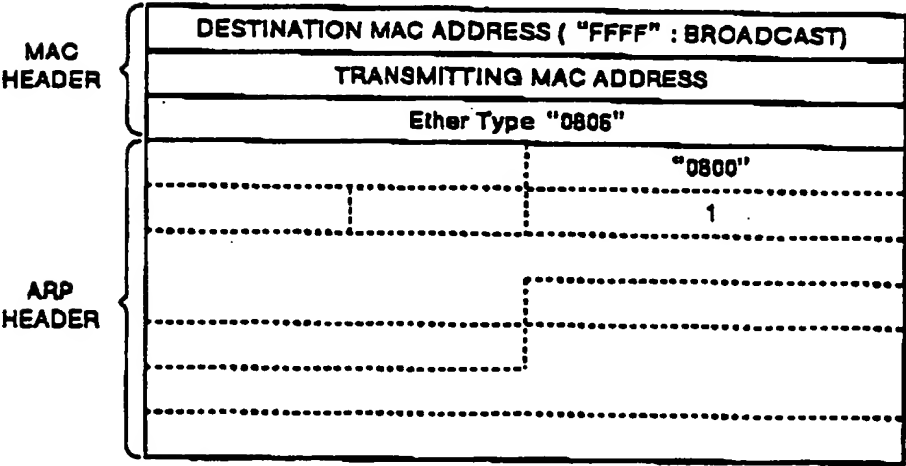 MAC
HEADER
DESTINATION MAC ADDRESS ( "FFFF" : BROADCAST)
TRANSMITTING MAC ADDRESS
Ether Type "0806"
ARP
HEADER
"0800"
1